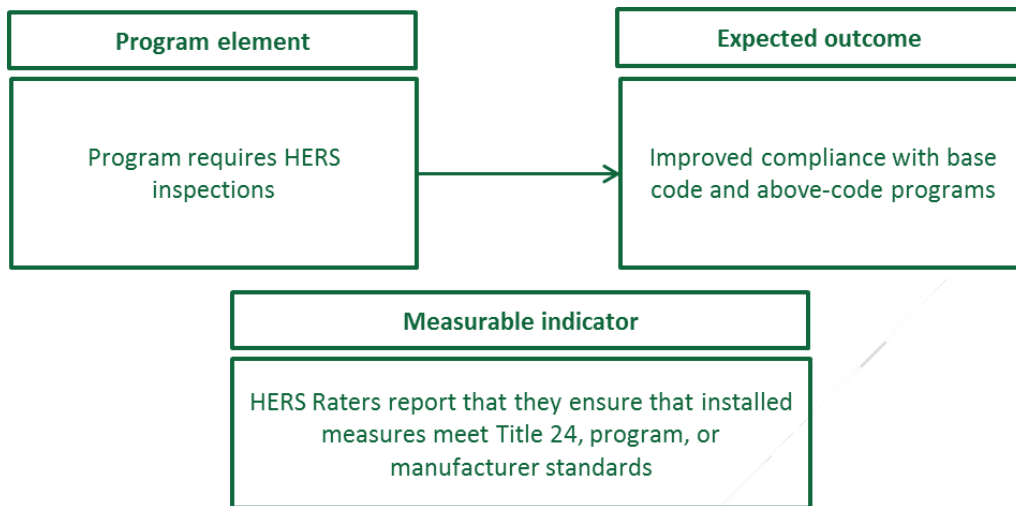 Program element
Expected outcome
Program requires HERS
inspections
Improved compliance with base
code and above-code programs
Measurable indicator
HERS Raters report that they ensure that installed
measures meet Title 24, program, or
manufacturer standards